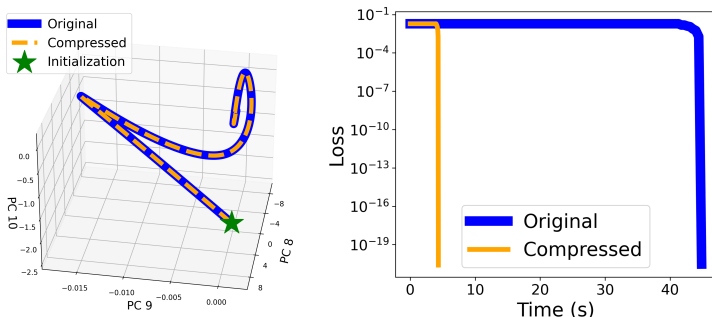 Original
Compressed
Initialization
0.0
−0.5
−1.0
−1.5
−2.0
−2.5
PC 10
−0.015
−0.010
−0.005
0.000
PC 9
−8
−4
0
4
8
PC 8
10⁻¹
10⁻⁴
10⁻⁷
10⁻¹⁰
10⁻¹³
10⁻¹⁶
10⁻¹⁹
Loss
Original
Compressed
0
10
20
30
40
Time (s)